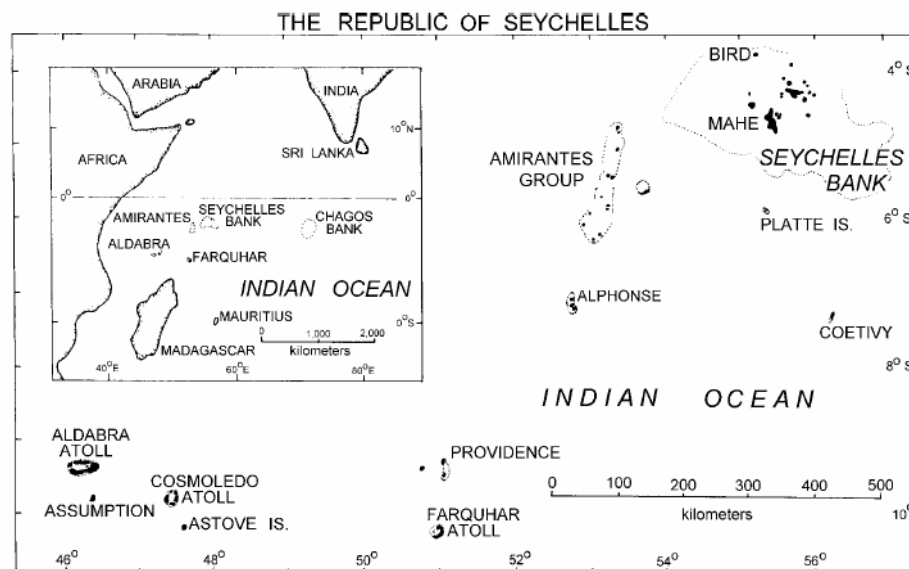 THE REPUBLIC OF SEYCHELLES
BIRD
4°S
MAHE
SEYCHELLES
BANK
AMIRANTES
GROUP
PLATTE IS.
6°S
ALPHONSE
COETIVY
8°S
INDIAN OCEAN
ALDABRA
ATOLL
PROVIDENCE
COSMOLEDO
ATOLL
ASSUMPTION
ASTOVE IS.
FARQUHAR
ATOLL
0 100 200 300 400 500
kilometers
10°
46° 48° 50° 52° 54° 56°
ARABIA
INDIA
10°N
AFRICA
SRI LANKA
0°
0°
AMIRANTES
SEYCHELLES
BANK
CHAGOS
BANK
ALDABRA
FARQUHAR
INDIAN OCEAN
MAURITIUS
0°S
0 1,000 2,000
kilometers
MADAGASCAR
40°E 60°E 80°E